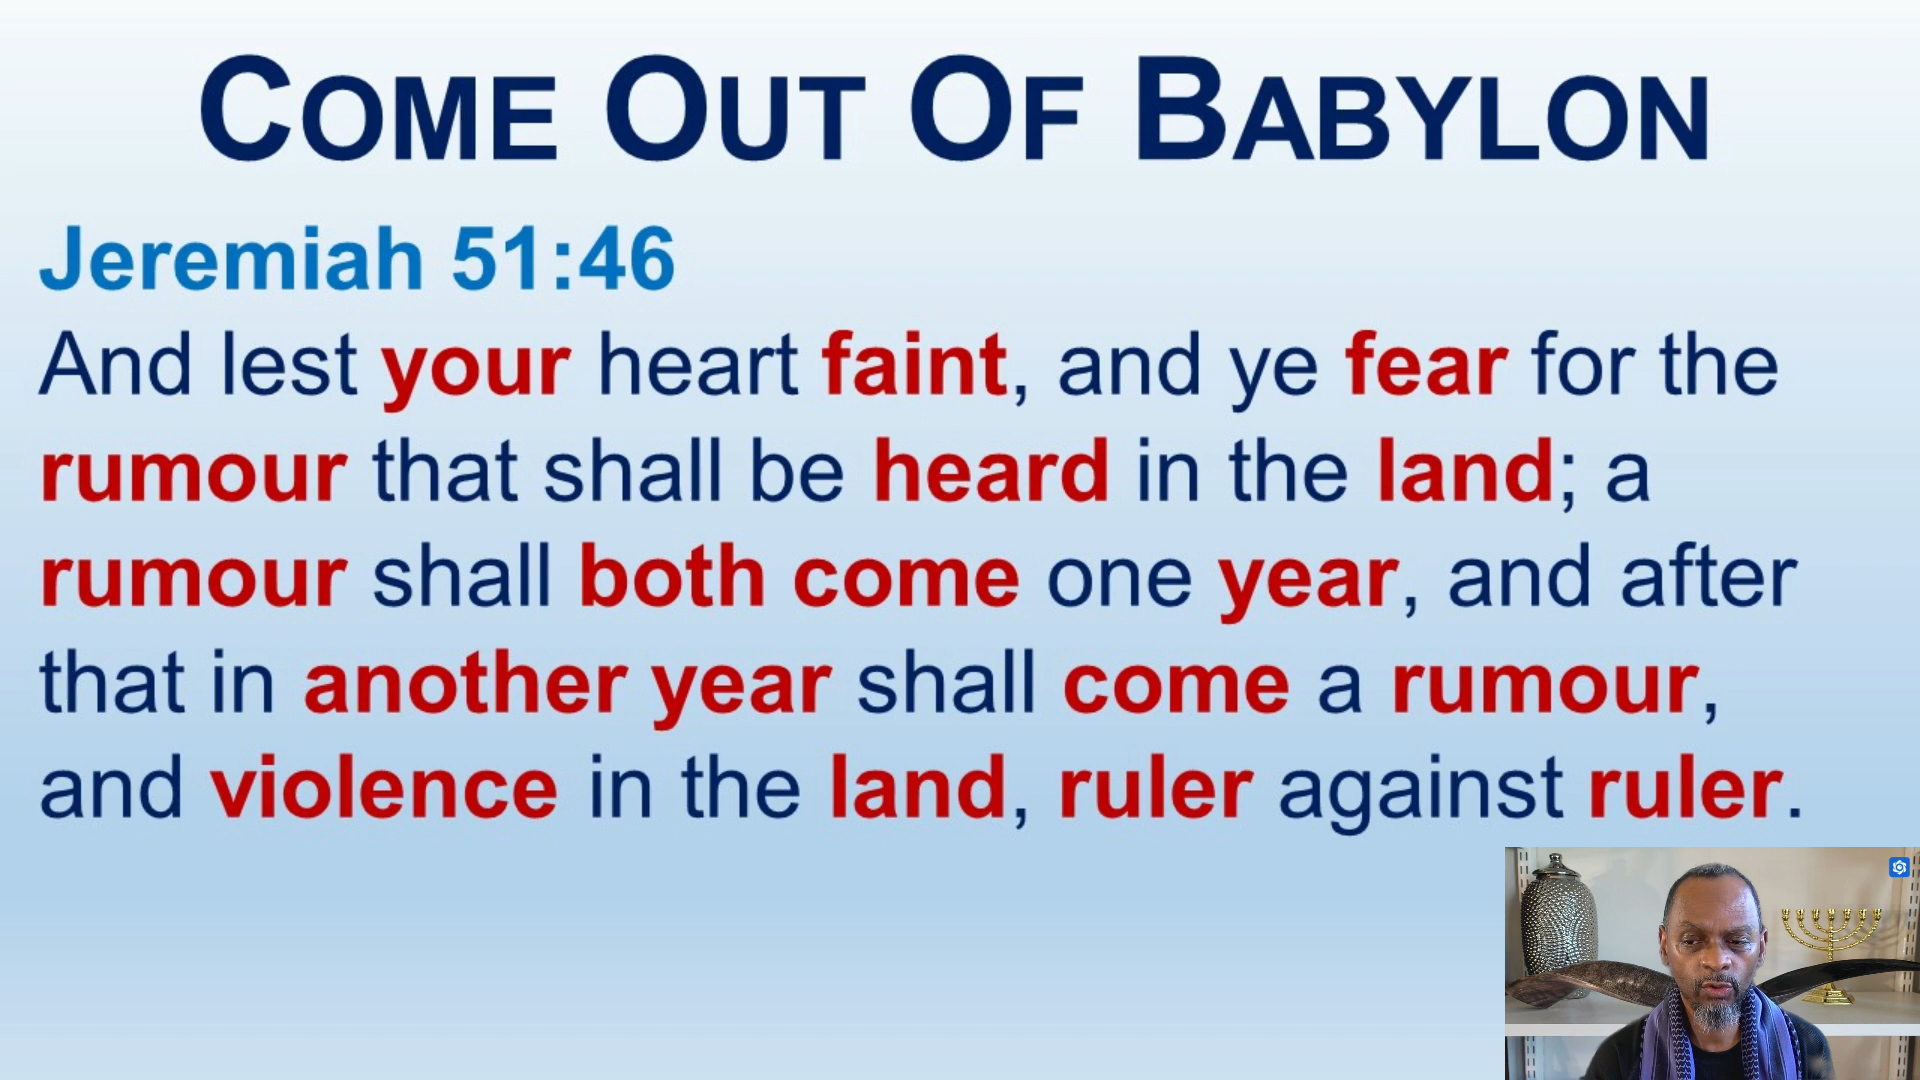 COME OUT OF BABYLON
Jeremiah 51:46
And lest your heart faint, and ye fear for the
rumour that shall be heard in the land; a
rumour shall both come one year, and after
that in another year shall come a rumour,
and violence in the land, ruler against ruler.